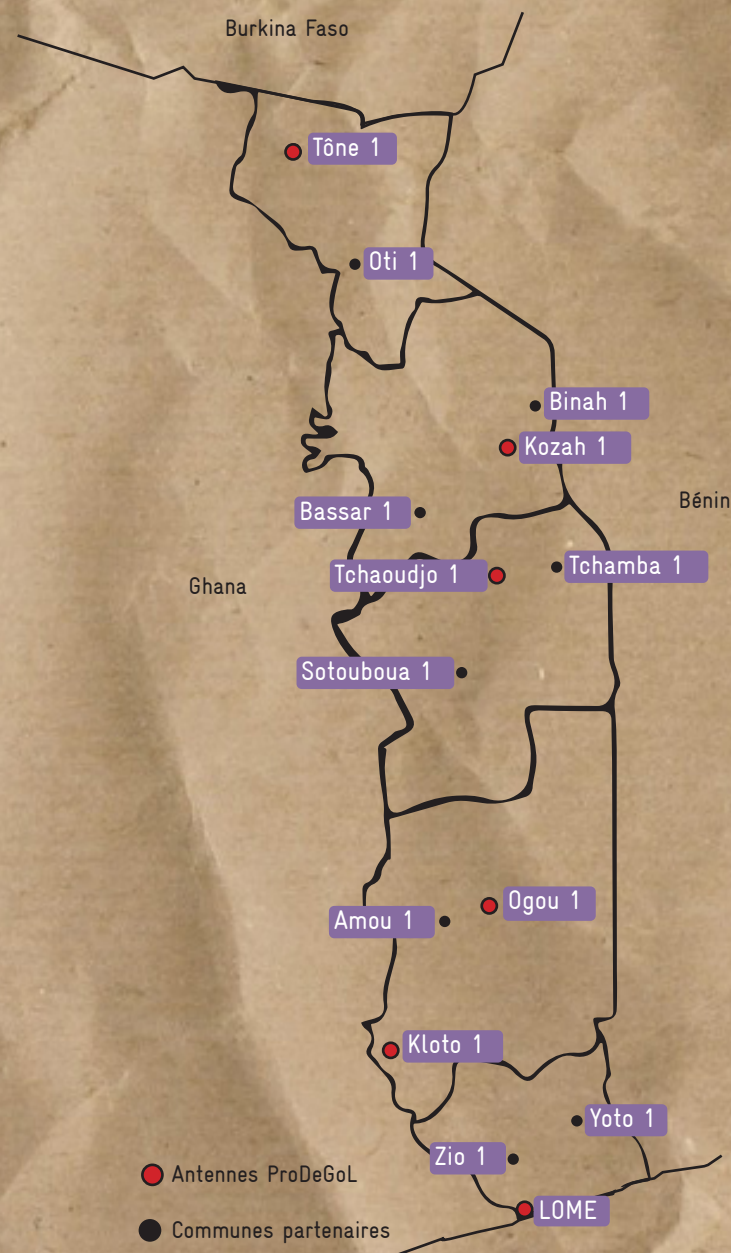 Burkina Faso
Tône 1
Oti 1
Binah 1
Kozah 1
Bénin
Bassar 1
Tchaoudjo 1
Tchamba 1
Ghana
Sotouboua 1
Ogou 1
Amou 1
Kloto 1
Yoto 1
Zio 1
Antennes ProDeGoL
LOME
Communes partenaires